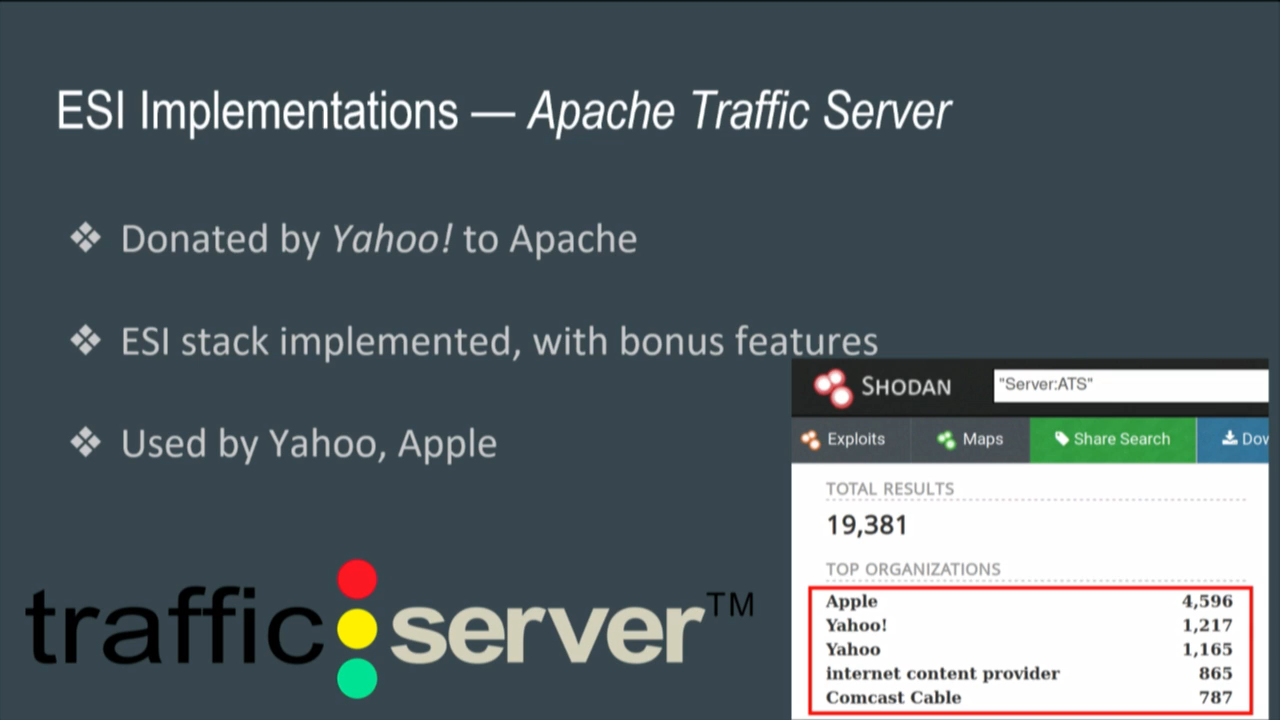 ESI Implementations — Apache Traffic Server
❖ Donated by Yahoo! to Apache
❖ ESI stack implemented, with bonus features
❖ Used by Yahoo, Apple
traffic server™
SHODAN "Server:ATS"
Exploits Maps Share Search Dow
TOTAL RESULTS
19,381
TOP ORGANIZATIONS
Apple 4,596
Yahoo! 1,217
Yahoo 1,165
internet content provider 865
Comcast Cable 787